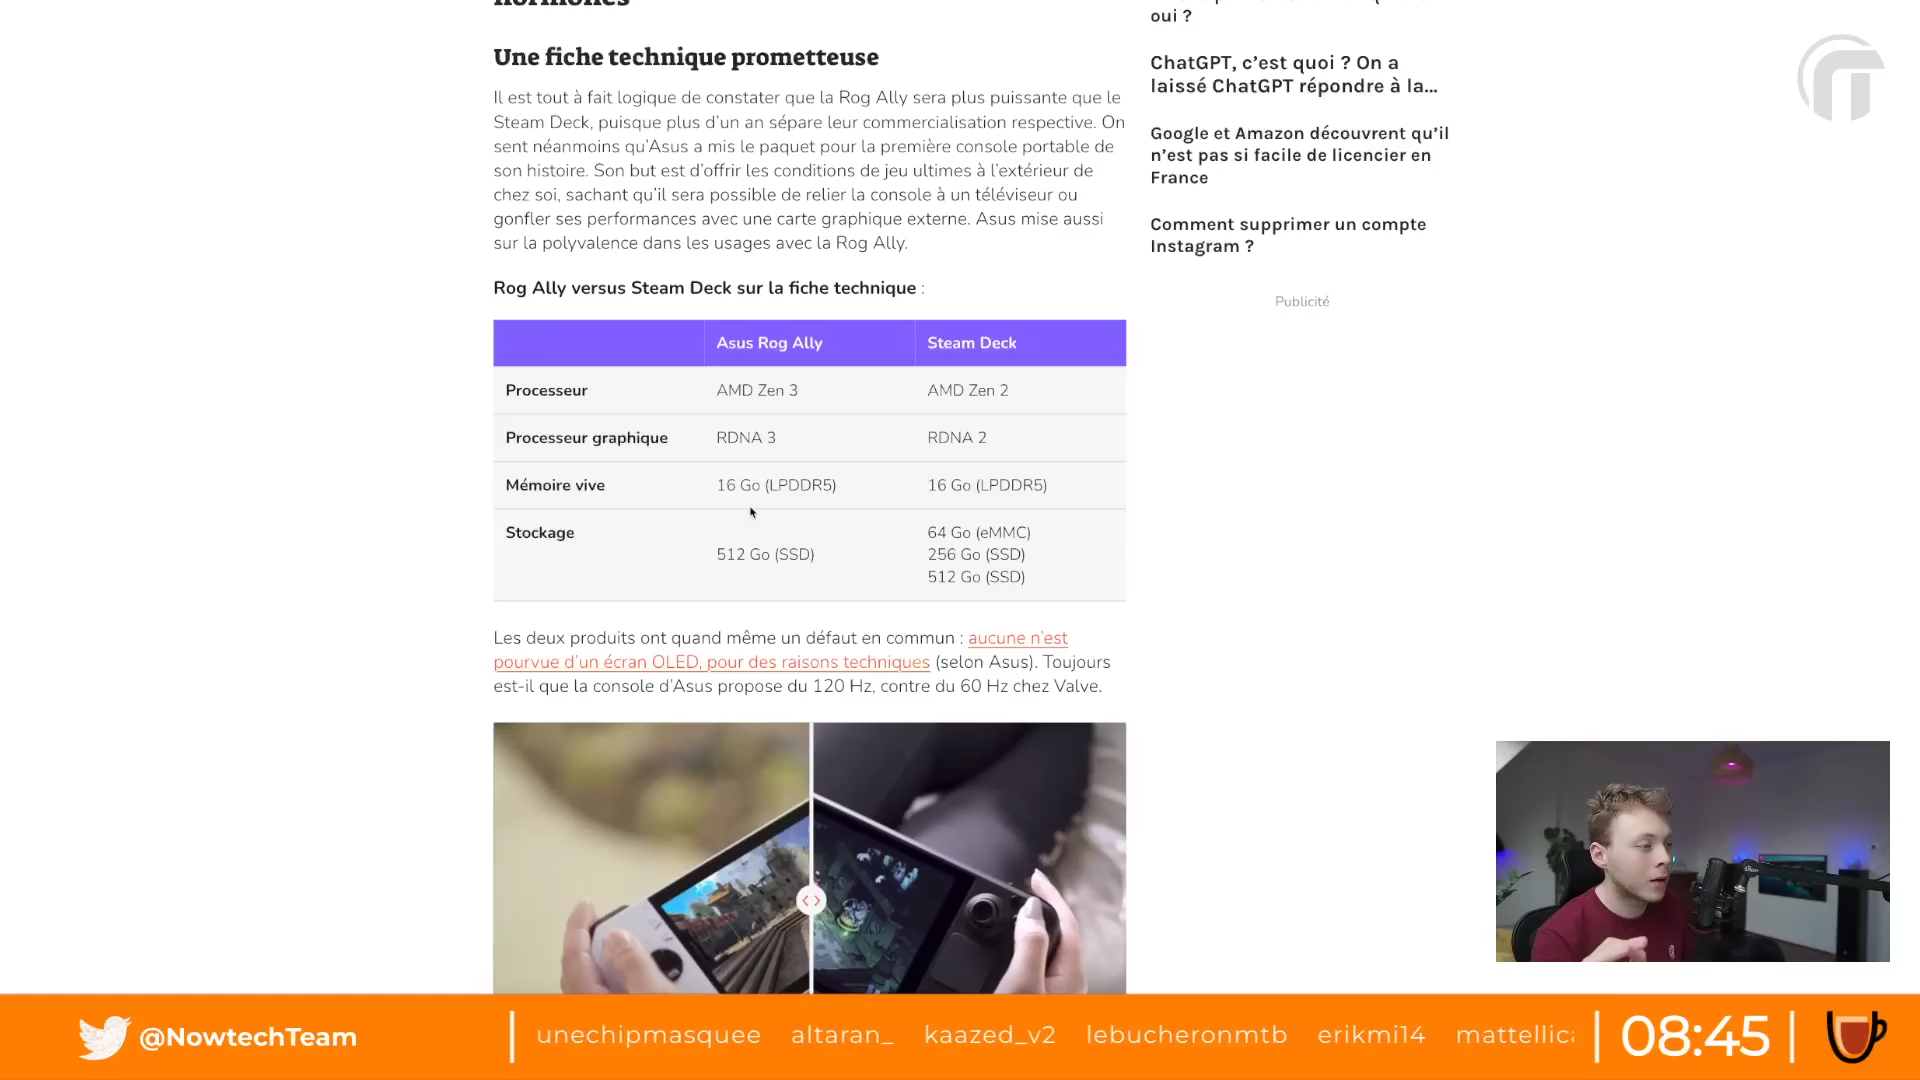 Une fiche technique prometteuse
Il est tout à fait logique de constater que la Rog Ally sera plus puissante que le
Steam Deck, puisque plus d'un an sépare leur commercialisation respective. On
sent néanmoins qu'Asus a mis le paquet pour la première console portable de
son histoire. Son but est d'offrir les conditions de jeu ultimes à l'extérieur de
chez soi, sachant qu'il sera possible de relier la console à un téléviseur ou
gonfler ses performances avec une carte graphique externe. Asus mise aussi
sur la polyvalence dans les usages avec la Rog Ally.
Rog Ally versus Steam Deck sur la fiche technique :
Asus Rog Ally Steam Deck
Processeur AMD Zen 3 AMD Zen 2
Processeur graphique RDNA 3 RDNA 2
Mémoire vive 16 Go (LPDDR5) 16 Go (LPDDR5)
Stockage 512 Go (SSD) 64 Go (eMMC)
256 Go (SSD)
512 Go (SSD)
Les deux produits ont quand même un défaut en commun : aucune n'est
pourvue d'un écran OLED, pour des raisons techniques (selon Asus). Toujours
est-il que la console d'Asus propose du 120 Hz, contre du 60 Hz chez Valve.
oui ?
ChatGPT, c'est quoi ? On a
laissé ChatGPT répondre à la...
Google et Amazon découvrent qu'il
n'est pas si facile de licencier en
France
Comment supprimer un compte
Instagram ?
Publicité
@NowtechTeam
unechipmasquee altaran_ kaazed_v2 lebucheronmtb erikmi14
08:45